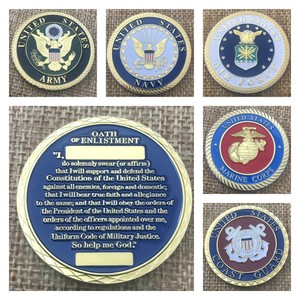 UNITED STATES
ARMY
UNITED STATES
NAVY
UNITED STATES
AIR FORCE
OATH
OF ENLISTMENT
"I,
do solemnly swear (or affirm)
that I will support and defend the
Constitution of the United States
against all enemies, foreign and domestic;
that I will bear true faith and allegiance
to the same; and that I will obey the orders of
the President of the United States and the
orders of the officers appointed over me,
according to regulations and the
Uniform Code of Military Justice.
So help me God."
UNITED STATES
MARINE CORPS
UNITED STATES
COAST GUARD